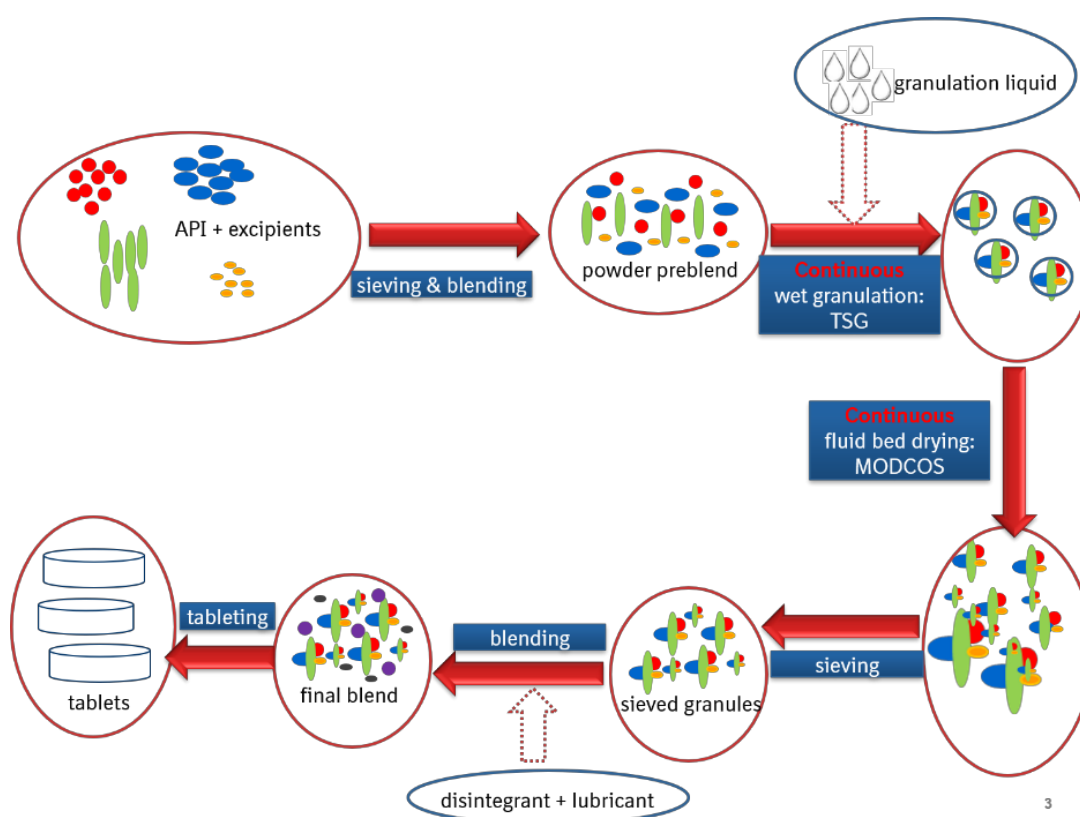 granulation liquid
API + excipients
sieving & blending
powder preblend
Continuous
wet granulation:
TSG
Continuous
fluid bed drying:
MODCOS
sieving
sieved granules
blending
disintegrant + lubricant
final blend
tableting
tablets
3